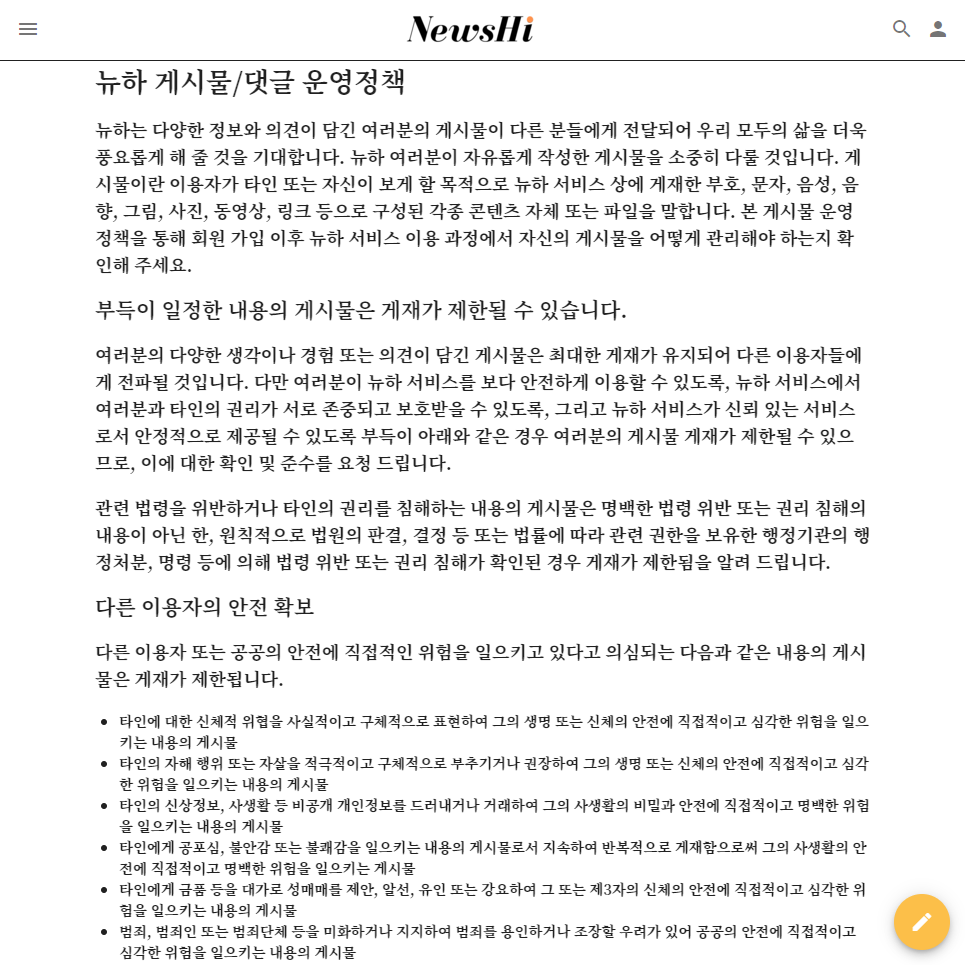 NewsHi
뉴하 게시물/댓글 운영정책
뉴하는 다양한 정보와 의견이 담긴 여러분의 게시물이 다른 분들에게 전달되어 우리 모두의 삶을 더욱
풍요롭게 해 줄 것을 기대합니다. 뉴하 여러분이 자유롭게 작성한 게시물을 소중히 다룰 것입니다. 게
시물이란 이용자가 타인 또는 자신이 보게 할 목적으로 뉴하 서비스 상에 게재한 부호, 문자, 음성, 음
향, 그림, 사진, 동영상, 링크 등으로 구성된 각종 콘텐츠 자체 또는 파일을 말합니다. 본 게시물 운영
정책을 통해 회원 가입 이후 뉴하 서비스 이용 과정에서 자신의 게시물을 어떻게 관리해야 하는지 확
인해 주세요.
부득이 일정한 내용의 게시물은 게재가 제한될 수 있습니다.
여러분의 다양한 생각이나 경험 또는 의견이 담긴 게시물은 최대한 게재가 유지되어 다른 이용자들에
게 전파될 것입니다. 다만 여러분이 뉴하 서비스를 보다 안전하게 이용할 수 있도록, 뉴하 서비스에서
여러분과 타인의 권리가 서로 존중되고 보호받을 수 있도록, 그리고 뉴하 서비스가 신뢰 있는 서비스
로서 안정적으로 제공될 수 있도록 부득이 아래와 같은 경우 여러분의 게시물 게재가 제한될 수 있으
므로, 이에 대한 확인 및 준수를 요청 드립니다.
관련 법령을 위반하거나 타인의 권리를 침해하는 내용의 게시물은 명백한 법령 위반 또는 권리 침해의
내용이 아닌 한, 원칙적으로 법원의 판결, 결정 등 또는 법률에 따라 관련 권한을 보유한 행정기관의 행
정처분, 명령 등에 의해 법령 위반 또는 권리 침해가 확인된 경우 게재가 제한됨을 알려 드립니다.
다른 이용자의 안전 확보
다른 이용자 또는 공공의 안전에 직접적인 위험을 일으키고 있다고 의심되는 다음과 같은 내용의 게시
물은 게재가 제한됩니다.
• 타인에 대한 신체적 위협을 사실적이고 구체적으로 표현하여 그의 생명 또는 신체의 안전에 직접적이고 심각한 위험을 일으
키는 내용의 게시물
• 타인의 자해 행위 또는 자살을 적극적이고 구체적으로 부추기거나 권장하여 그의 생명 또는 신체의 안전에 직접적이고 심각
한 위험을 일으키는 내용의 게시물
• 타인의 신상정보, 사생활 등 비공개 개인정보를 드러내거나 거래하여 그의 사생활의 비밀과 안전에 직접적이고 명백한 위험
을 일으키는 내용의 게시물
• 타인에게 공포심, 불안감 또는 불쾌감을 일으키는 내용의 게시물로서 지속하여 반복적으로 게재함으로써 그의 사생활의 안
전에 직접적이고 명백한 위험을 일으키는 게시물
• 타인에게 금품 등을 대가로 성매매를 제안, 알선, 유인 또는 강요하여 그 또는 제3자의 신체의 안전에 직접적이고 심각한 위
험을 일으키는 내용의 게시물
• 범죄, 범죄인 또는 범죄단체 등을 미화하거나 지지하여 범죄를 용인하거나 조장할 우려가 있어 공공의 안전에 직접적이고
심각한 위험을 일으키는 내용의 게시물